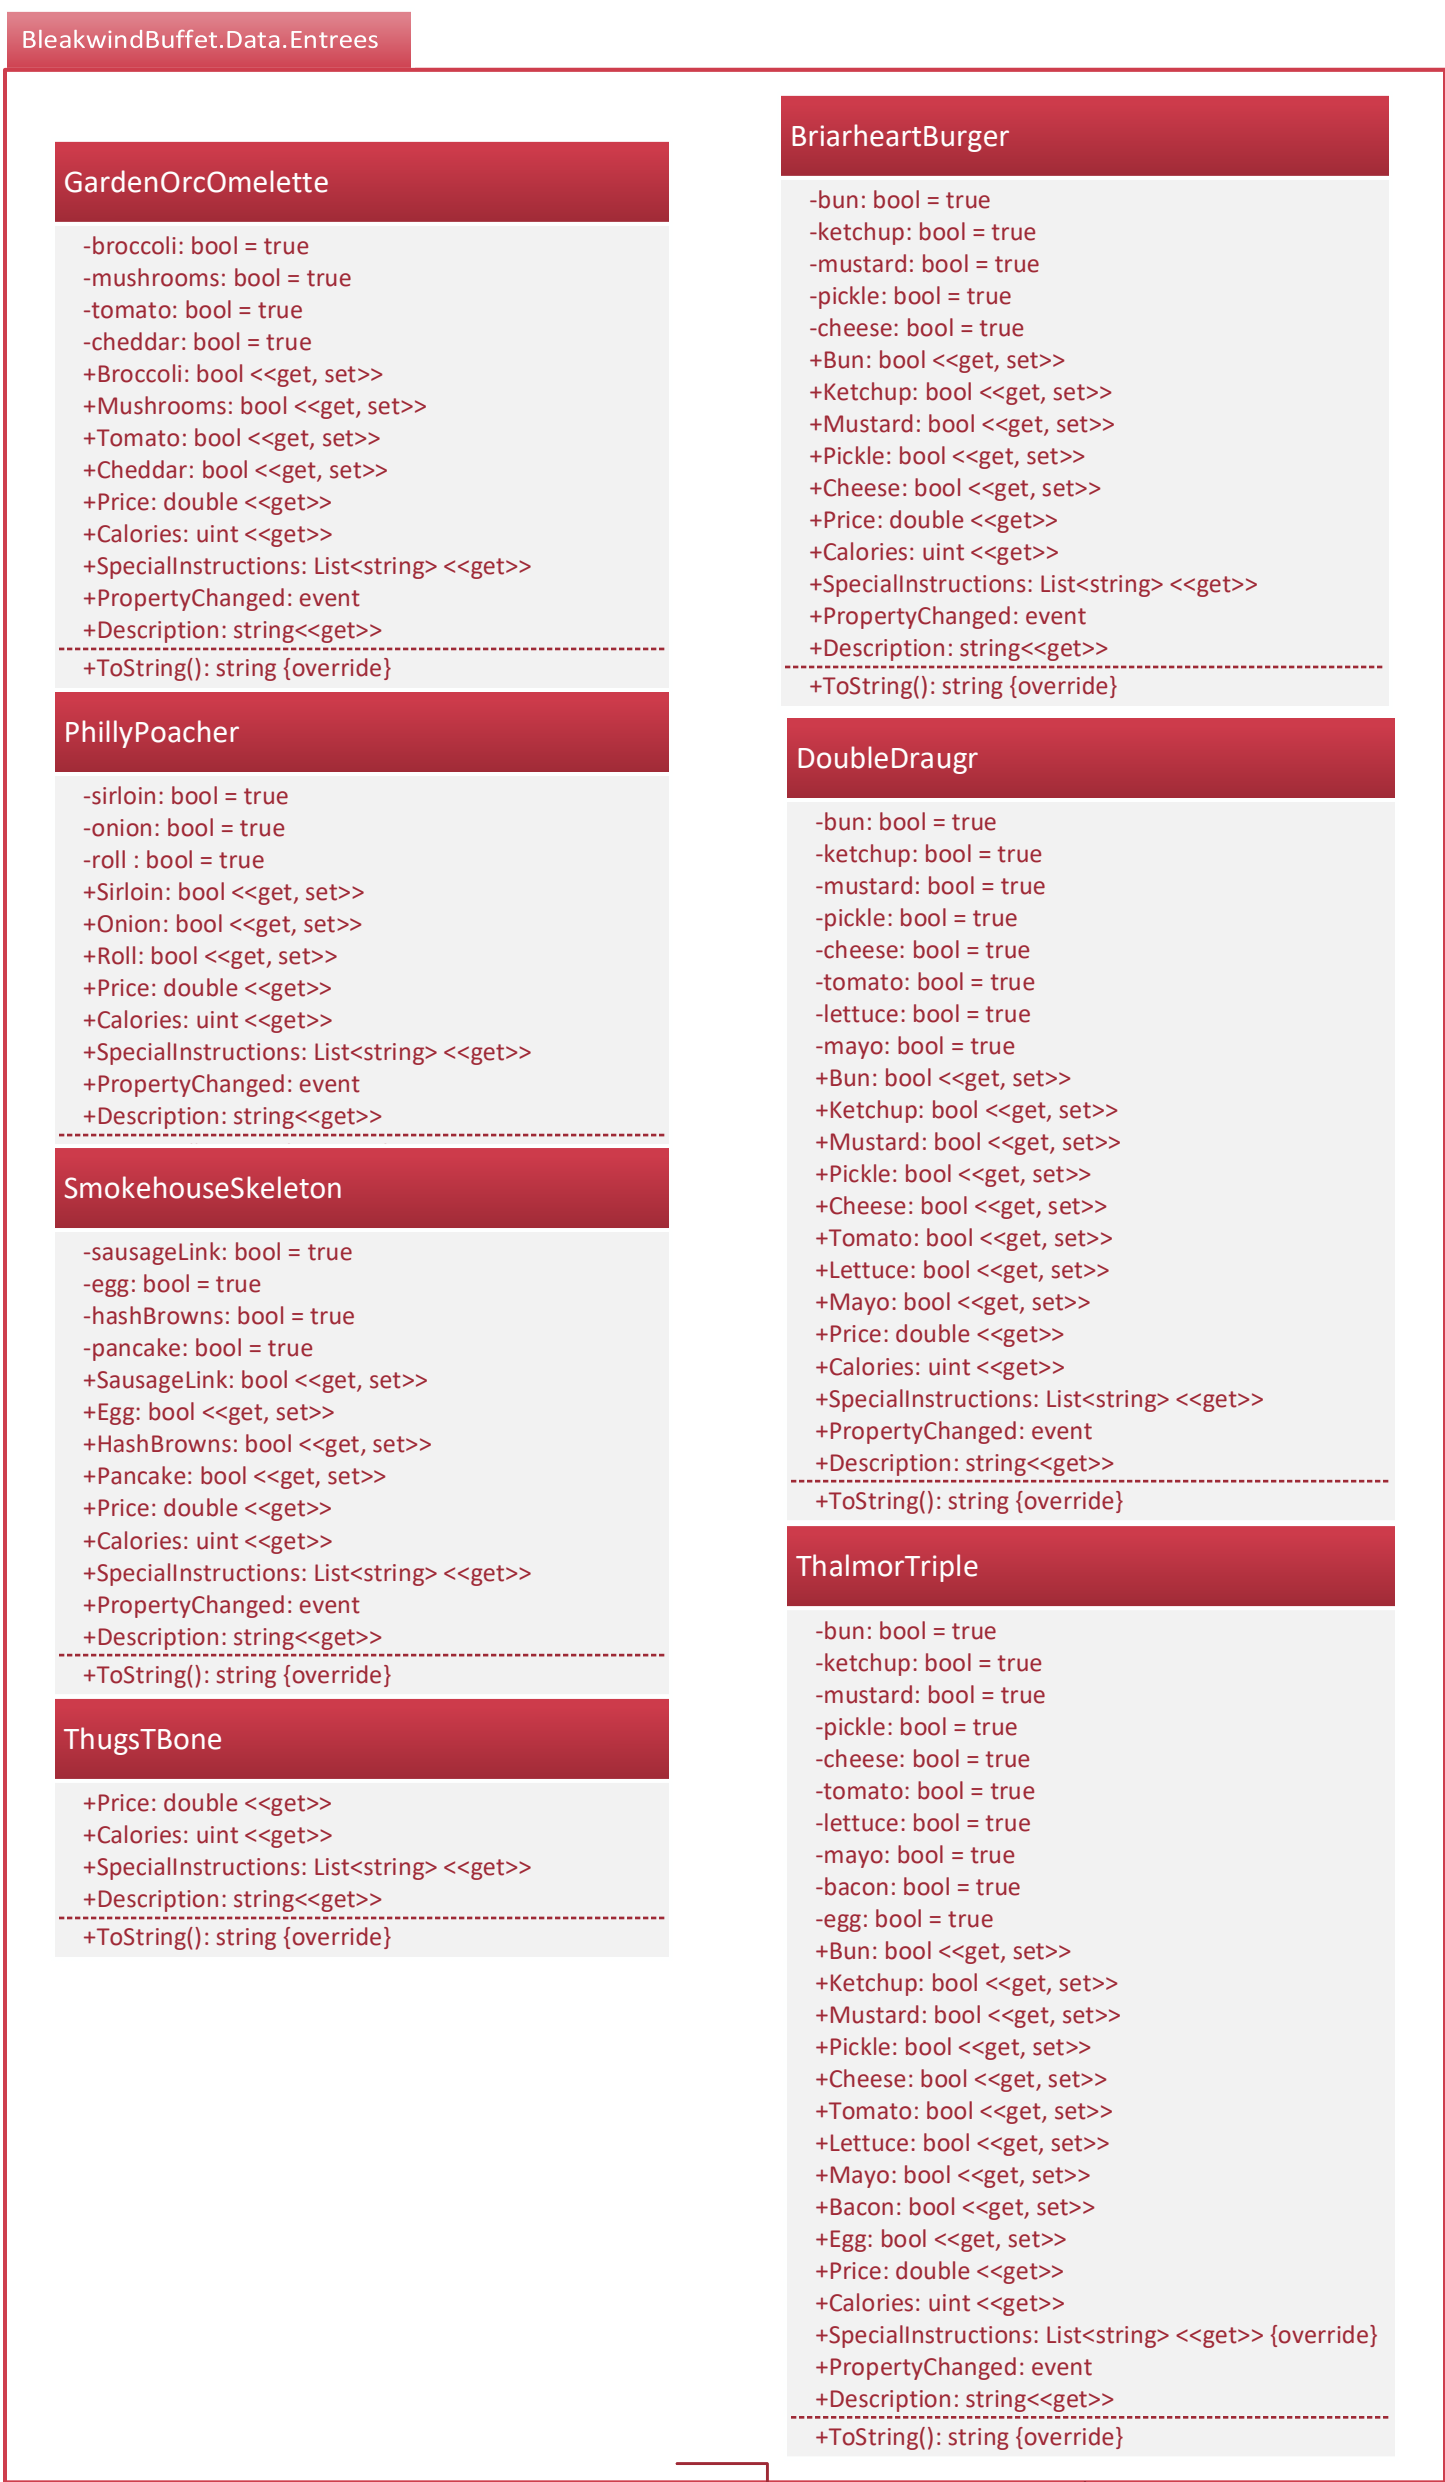 BleakwindBuffet.Data.Entrees
GardenOrcOmelette
-broccoli: bool = true
-mushrooms: bool = true
-tomato: bool = true
-cheddar: bool = true
+Broccoli: bool <<get, set>>
+Mushrooms: bool <<get, set>>
+Tomato: bool <<get, set>>
+Cheddar: bool <<get, set>>
+Price: double <<get>>
+Calories: uint <<get>>
+SpecialInstructions: List<string> <<get>>
+PropertyChanged: event
+Description: string<<get>>
+ToString(): string {override}
PhillyPoacher
-sirloin: bool = true
-onion: bool = true
-roll : bool = true
+Sirloin: bool <<get, set>>
+Onion: bool <<get, set>>
+Roll: bool <<get, set>>
+Price: double <<get>>
+Calories: uint <<get>>
+SpecialInstructions: List<string> <<get>>
+PropertyChanged: event
+Description: string<<get>>
SmokehouseSkeleton
-sausageLink: bool = true
-egg: bool = true
-hashBrowns: bool = true
-pancake: bool = true
+SausageLink: bool <<get, set>>
+Egg: bool <<get, set>>
+HashBrowns: bool <<get, set>>
+Pancake: bool <<get, set>>
+Price: double <<get>>
+Calories: uint <<get>>
+SpecialInstructions: List<string> <<get>>
+PropertyChanged: event
+Description: string<<get>>
+ToString(): string {override}
ThugsTBone
+Price: double <<get>>
+Calories: uint <<get>>
+SpecialInstructions: List<string> <<get>>
+Description: string<<get>>
+ToString(): string {override}
BriarheartBurger
-bun: bool = true
-ketchup: bool = true
-mustard: bool = true
-pickle: bool = true
-cheese: bool = true
+Bun: bool <<get, set>>
+Ketchup: bool <<get, set>>
+Mustard: bool <<get, set>>
+Pickle: bool <<get, set>>
+Cheese: bool <<get, set>>
+Price: double <<get>>
+Calories: uint <<get>>
+SpecialInstructions: List<string> <<get>>
+PropertyChanged: event
+Description: string<<get>>
+ToString(): string {override}
DoubleDraugr
-bun: bool = true
-ketchup: bool = true
-mustard: bool = true
-pickle: bool = true
-cheese: bool = true
-tomato: bool = true
-lettuce: bool = true
-mayo: bool = true
+Bun: bool <<get, set>>
+Ketchup: bool <<get, set>>
+Mustard: bool <<get, set>>
+Pickle: bool <<get, set>>
+Cheese: bool <<get, set>>
+Tomato: bool <<get, set>>
+Lettuce: bool <<get, set>>
+Mayo: bool <<get, set>>
+Price: double <<get>>
+Calories: uint <<get>>
+SpecialInstructions: List<string> <<get>>
+PropertyChanged: event
+Description: string<<get>>
+ToString(): string {override}
ThalmorTriple
-bun: bool = true
-ketchup: bool = true
-mustard: bool = true
-pickle: bool = true
-cheese: bool = true
-tomato: bool = true
-lettuce: bool = true
-mayo: bool = true
-bacon: bool = true
-egg: bool = true
+Bun: bool <<get, set>>
+Ketchup: bool <<get, set>>
+Mustard: bool <<get, set>>
+Pickle: bool <<get, set>>
+Cheese: bool <<get, set>>
+Tomato: bool <<get, set>>
+Lettuce: bool <<get, set>>
+Mayo: bool <<get, set>>
+Bacon: bool <<get, set>>
+Egg: bool <<get, set>>
+Price: double <<get>>
+Calories: uint <<get>>
+SpecialInstructions: List<string> <<get>> {override}
+PropertyChanged: event
+Description: string<<get>>
+ToString(): string {override}